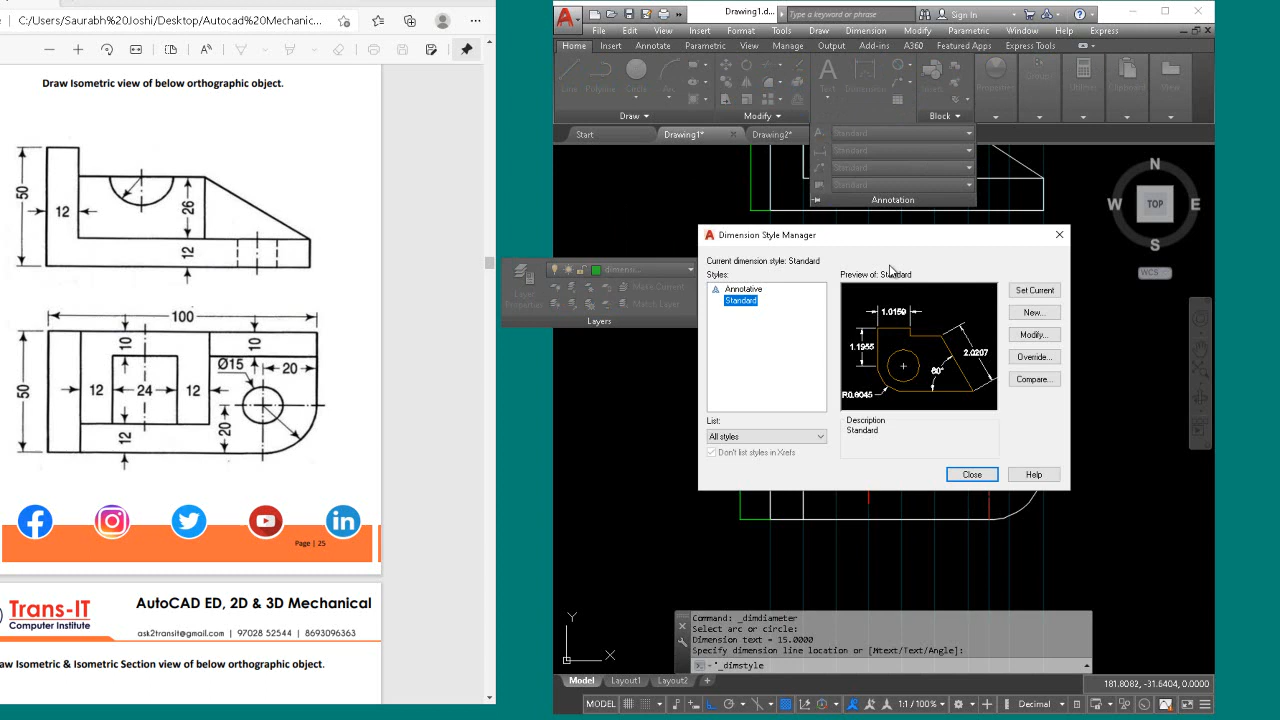 C:/Users/Saurabh%20Joshi/Desktop/Autocad%20Mechanic...
Draw Isometric view of below orthographic object.
50
12
26
12
100
50
10
10
Ø15
20
12
24
12
20
12
Page | 25
Trans-IT
Computer Institute
AutoCAD ED, 2D & 3D Mechanical
ask2transit@gmail.com | 97028 52544 | 8693096363
aw Isometric & Isometric Section view of below orthographic object.
Drawing1.d...
Type a keyword or phrase
Sign In
File Edit View Insert Format Tools Draw Dimension Modify Parametric Window Help Express
Home Insert Annotate Parametric View Manage Output Add-ins A360 Featured Apps Express Tools
Line Polyline Circle Arc
Text Dimension
Insert
Properties
Groups
Utilities
Clipboard
View
Draw
Modify
Block
Start
Drawing1*
Drawing2*
Standard
Standard
Standard
Standard
Annotation
N
W
TOP
E
S
WCS
Layer
Properties
dimensi...
Make Current
Match Layer
Layers
Dimension Style Manager
Current dimension style: Standard
Styles:
Annotative
Standard
Preview of: Standard
1.0159
1.1955
2.0207
60°
R0.8045
Set Current
New...
Modify...
Override...
Compare...
List:
All styles
Don't list styles in Xrefs
Description
Standard
Close
Help
Y
X
Command: _dimdiameter
Select arc or circle:
Dimension text = 15.0000
Specify dimension line location or [Mtext/Text/Angle]:
'_dimstyle
Model
Layout1
Layout2
+
181.8082, -31.6404, 0.0000
MODEL
1:1 / 100%
Decimal